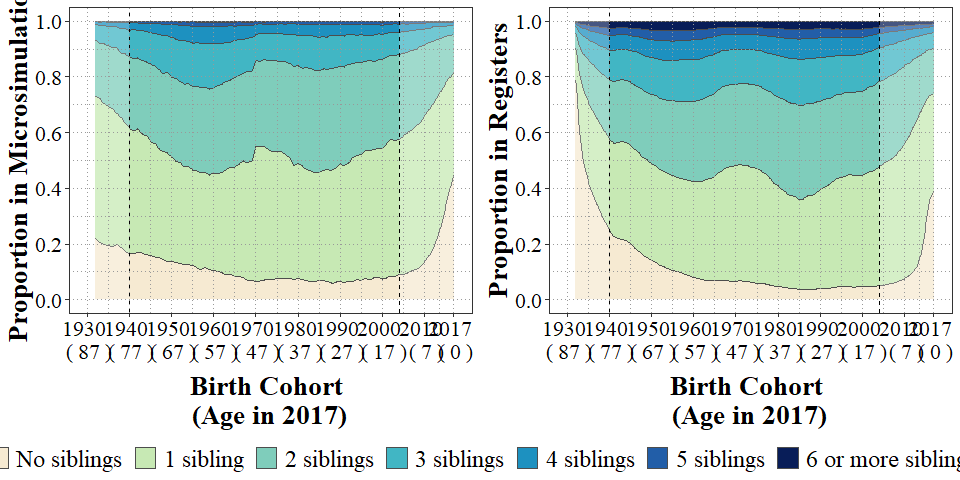 Proportion in Microsimulatio
1.0
0.8
0.6
0.4
0.2
0.0
1930 1940 1950 1960 1970 1980 1990 2000 2010 2017
( 87 ) ( 77 ) ( 67 ) ( 57 ) ( 47 ) ( 37 ) ( 27 ) ( 17 ) ( 7 ) ( 0 )
Birth Cohort
(Age in 2017)
Proportion in Registers
1.0
0.8
0.6
0.4
0.2
0.0
1930 1940 1950 1960 1970 1980 1990 2000 2010 2017
( 87 ) ( 77 ) ( 67 ) ( 57 ) ( 47 ) ( 37 ) ( 27 ) ( 17 ) ( 7 ) ( 0 )
Birth Cohort
(Age in 2017)
No siblings 1 sibling 2 siblings 3 siblings 4 siblings 5 siblings 6 or more sibling